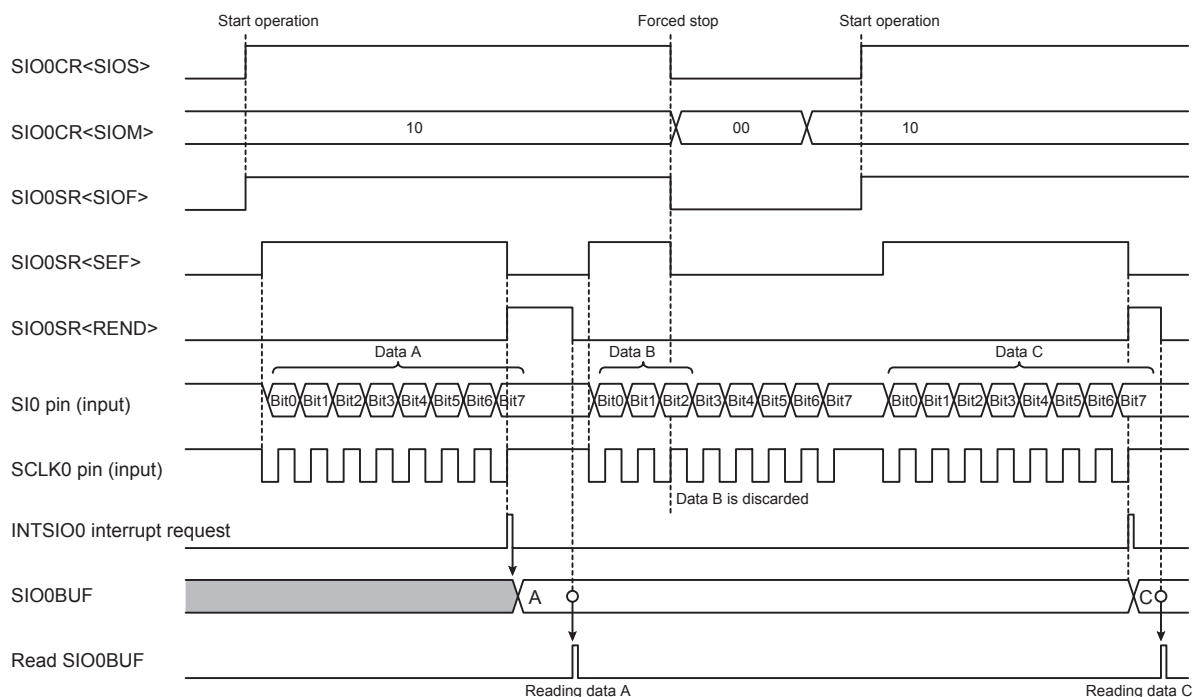 Start operation Forced stop Start operation
SIO0CR<SIOS>
SIO0CR<SIOM> 10 00 10
SIO0SR<SIOF>
SIO0SR<SEF>
SIO0SR<REND>
Data A Data B Data C
SI0 pin (input) Bit0 Bit1 Bit2 Bit3 Bit4 Bit5 Bit6 Bit7 Bit0 Bit1 Bit2 Bit3 Bit4 Bit5 Bit6 Bit7 Bit0 Bit1 Bit2 Bit3 Bit4 Bit5 Bit6 Bit7
SCLK0 pin (input)
Data B is discarded
INTSIO0 interrupt request
SIO0BUF A C
Read SIO0BUF
Reading data A Reading data C